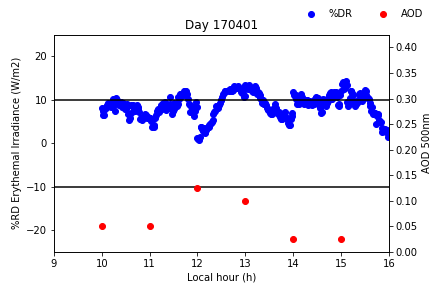 %DR AOD
Day 170401
%RD Erythemal Irradiance (W/m2)
20
10
0
−10
−20
0.40
0.35
0.30
0.25
0.20
0.15
0.10
0.05
0.00
AOD 500nm
9 10 11 12 13 14 15 16
Local hour (h)